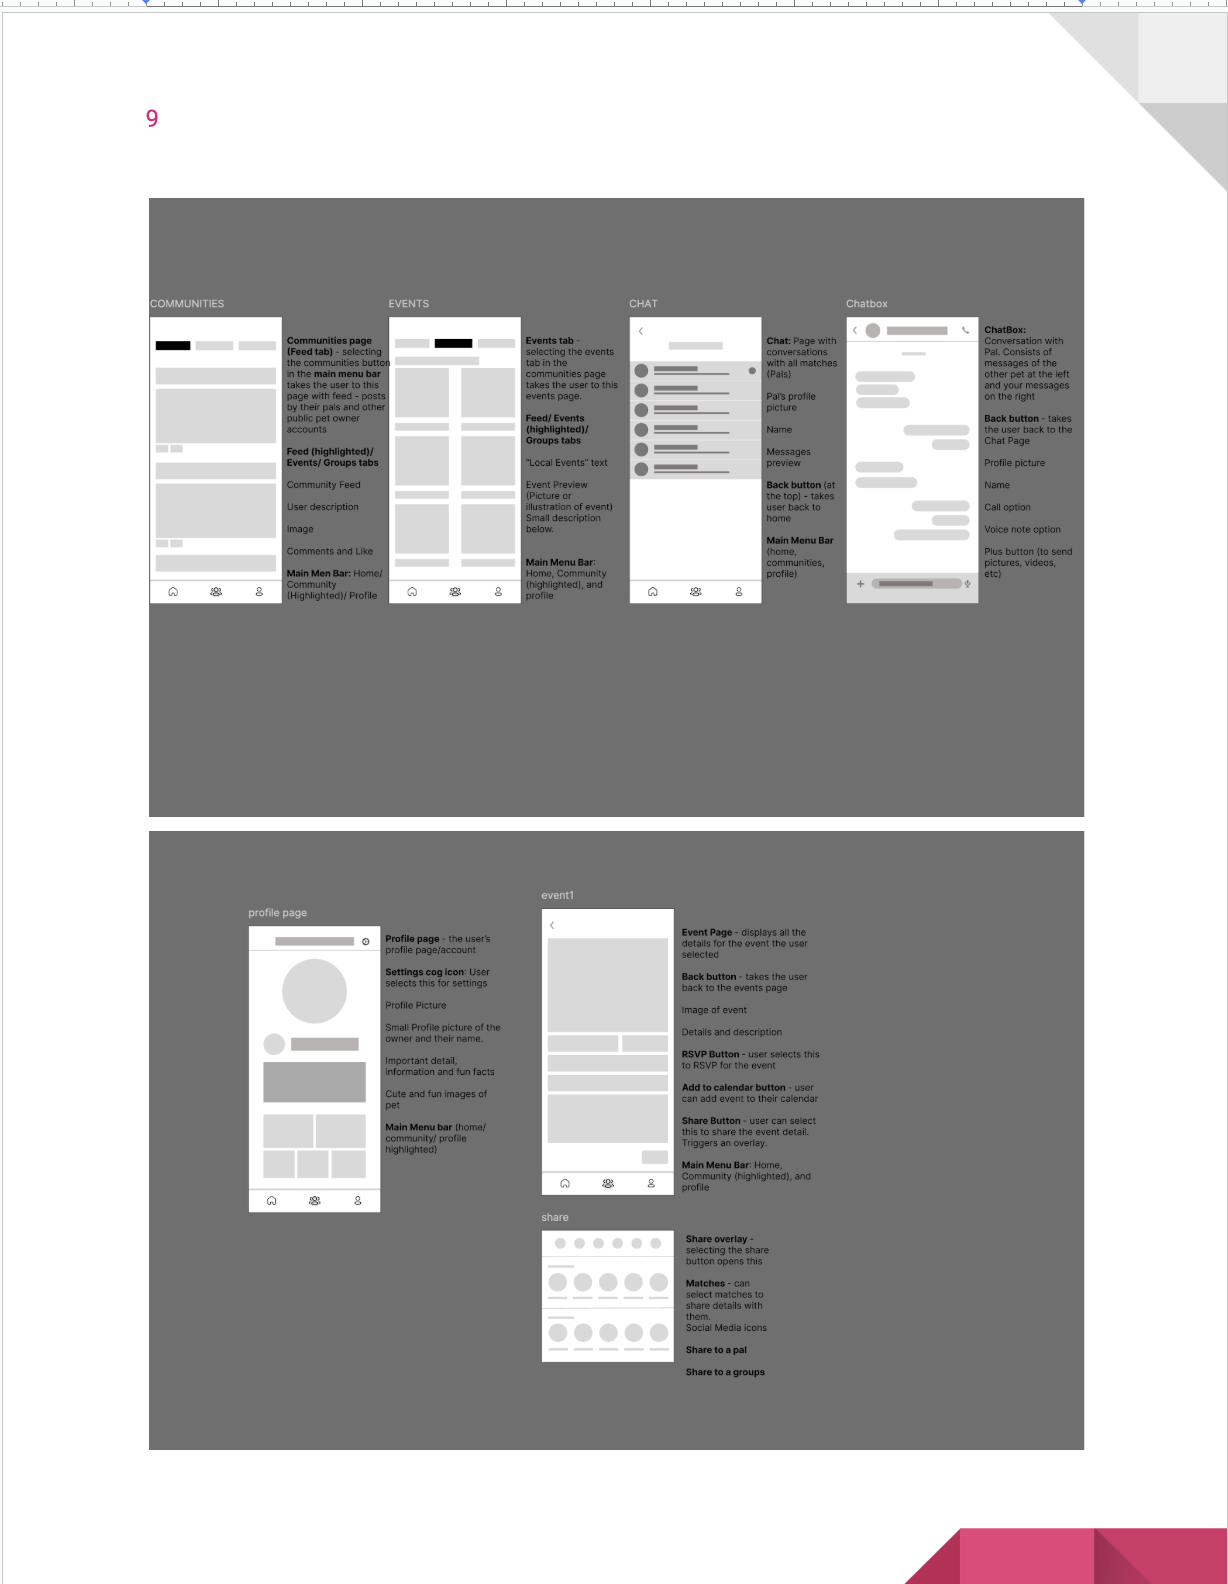 9
COMMUNITIES
Communities page
(Feed tab) - selecting
the communities button
in the main menu bar
takes the user to this
page with feed - posts
by their pals and other
public pet owner
accounts
Feed (highlighted)/
Events/ Groups tabs
Community Feed
User description
Image
Comments and Like
Main Men Bar: Home/
Community
(Highlighted)/ Profile
EVENTS
Events tab -
selecting the events
tab in the
communities page
takes the user to this
events page.
Feed/ Events
(highlighted)/
Groups tabs
"Local Events" text
Event Preview
(Picture or
illustration of event)
Small description
below.
Main Menu Bar:
Home, Community
(highlighted), and
profile
CHAT
Chat: Page with
conversations
with all matches
(Pals)
Pal's profile
picture
Name
Messages
preview
Back button (at
the top) - takes
user back to
home
Main Menu Bar
(home,
communities,
profile)
Chatbox
ChatBox:
Conversation with
Pal. Consists of
messages of the
other pet at the left
and your messages
on the right
Back button - takes
the user back to the
Chat Page
Profile picture
Name
Call option
Voice note option
Plus button (to send
pictures, videos,
etc)
profile page
Profile page - the user's
profile page/account
Settings cog icon: User
selects this for settings
Profile Picture
Small Profile picture of the
owner and their name.
Important detail,
information and fun facts
Cute and fun images of
pet
Main Menu bar (home/
community/ profile
highlighted)
event1
Event Page - displays all the
details for the event the user
selected
Back button - takes the user
back to the events page
Image of event
Details and description
RSVP Button - user selects this
to RSVP for the event
Add to calendar button - user
can add event to their calendar
Share Button - user can select
this to share the event detail.
Triggers an overlay.
Main Menu Bar: Home,
Community (highlighted), and
profile
share
Share overlay -
selecting the share
button opens this
Matches - can
select matches to
share details with
them.
Social Media icons
Share to a pal
Share to a groups